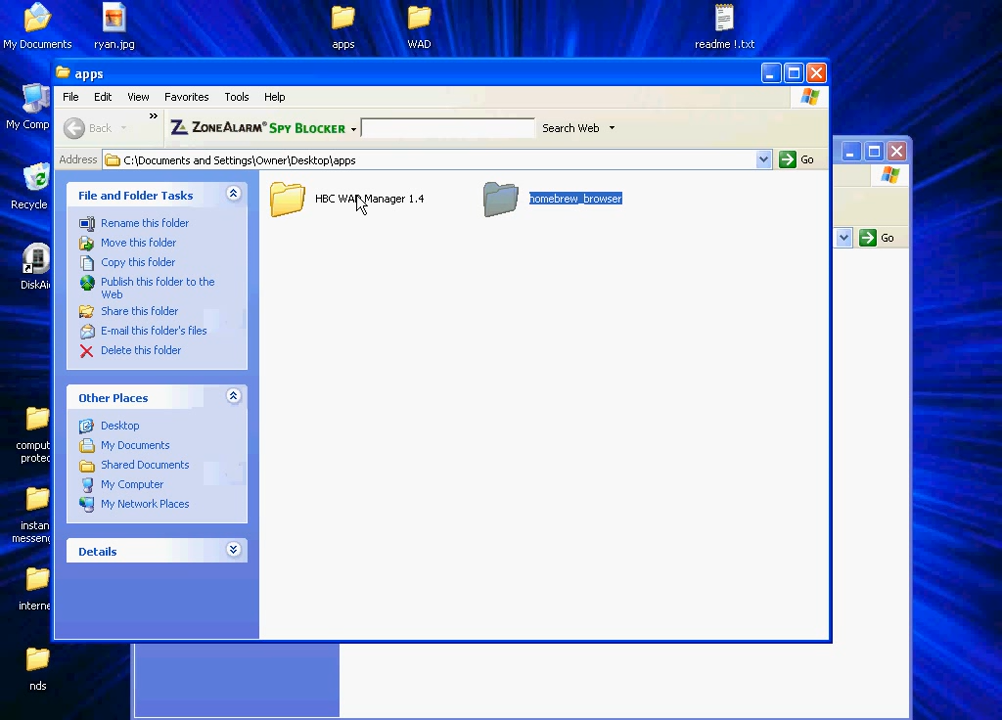 My Documents
ryan.jpg
apps
WAD
readme !.txt
apps
File Edit View Favorites Tools Help
Back » ZONEALARM® SPY BLOCKER Search Web
Address C:\Documents and Settings\Owner\Desktop\apps Go
Go
My Comp
Recycle
DiskAi
comput
protec
instan
messeng
interne
nds
File and Folder Tasks
Rename this folder
Move this folder
Copy this folder
Publish this folder to the
Web
Share this folder
E-mail this folder's files
Delete this folder
Other Places
Desktop
My Documents
Shared Documents
My Computer
My Network Places
Details
HBC WAD Manager 1.4
homebrew_browser